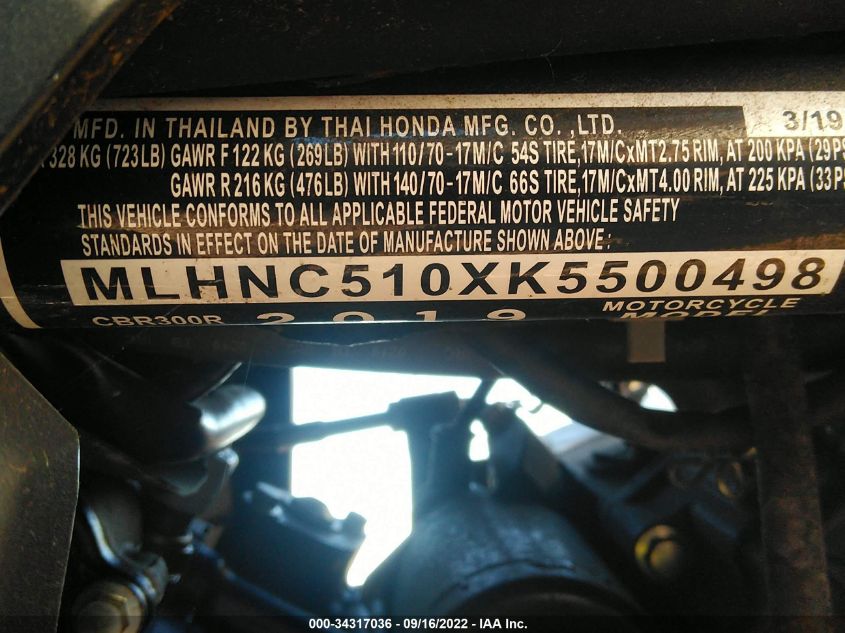 MFD. IN THAILAND BY THAI HONDA MFG. CO. ,LTD. 3/19
328 KG (723LB) GAWR F 122 KG (269LB) WITH 110/70-17M/C 54S TIRE,17M/CxMT2.75 RIM, AT 200 KPA (29PS
GAWR R 216 KG (476LB) WITH 140/70-17M/C 66S TIRE,17M/CxMT4.00 RIM, AT 225 KPA (33PS
THIS VEHICLE CONFORMS TO ALL APPLICABLE FEDERAL MOTOR VEHICLE SAFETY
STANDARDS IN EFFECT ON THE DATE OF MANUFACTURE SHOWN ABOVE:
MLHNC510XK5500498
CBR300R 2019 MOTORCYCLE
MODEL
000-34317036 - 09/16/2022 - IAA Inc.